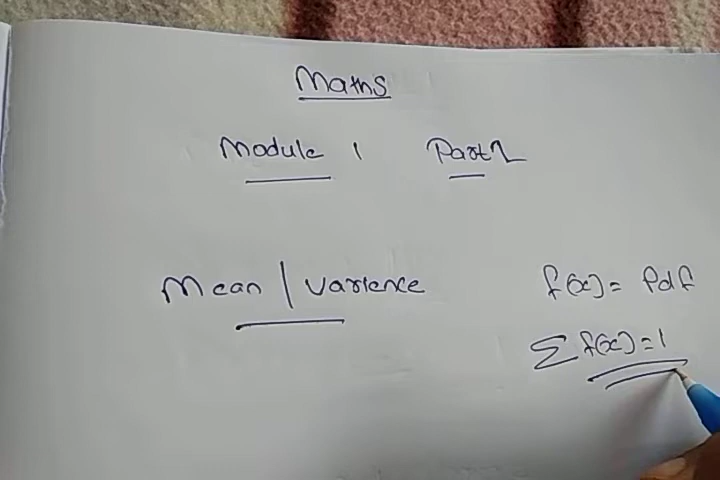 Maths
Module 1 Part 2
Mean | Varience
f(x) = Pdf
∑ f(x) = 1